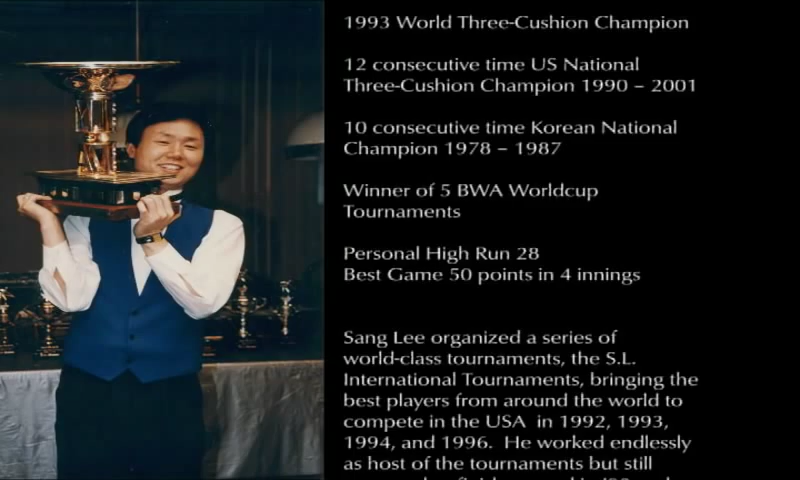 1993 World Three-Cushion Champion
12 consecutive time US National
Three-Cushion Champion 1990 – 2001
10 consecutive time Korean National
Champion 1978 – 1987
Winner of 5 BWA Worldcup
Tournaments
Personal High Run 28
Best Game 50 points in 4 innings
Sang Lee organized a series of
world-class tournaments, the S.L.
International Tournaments, bringing the
best players from around the world to
compete in the USA in 1992, 1993,
1994, and 1996. He worked endlessly
as host of the tournaments but still